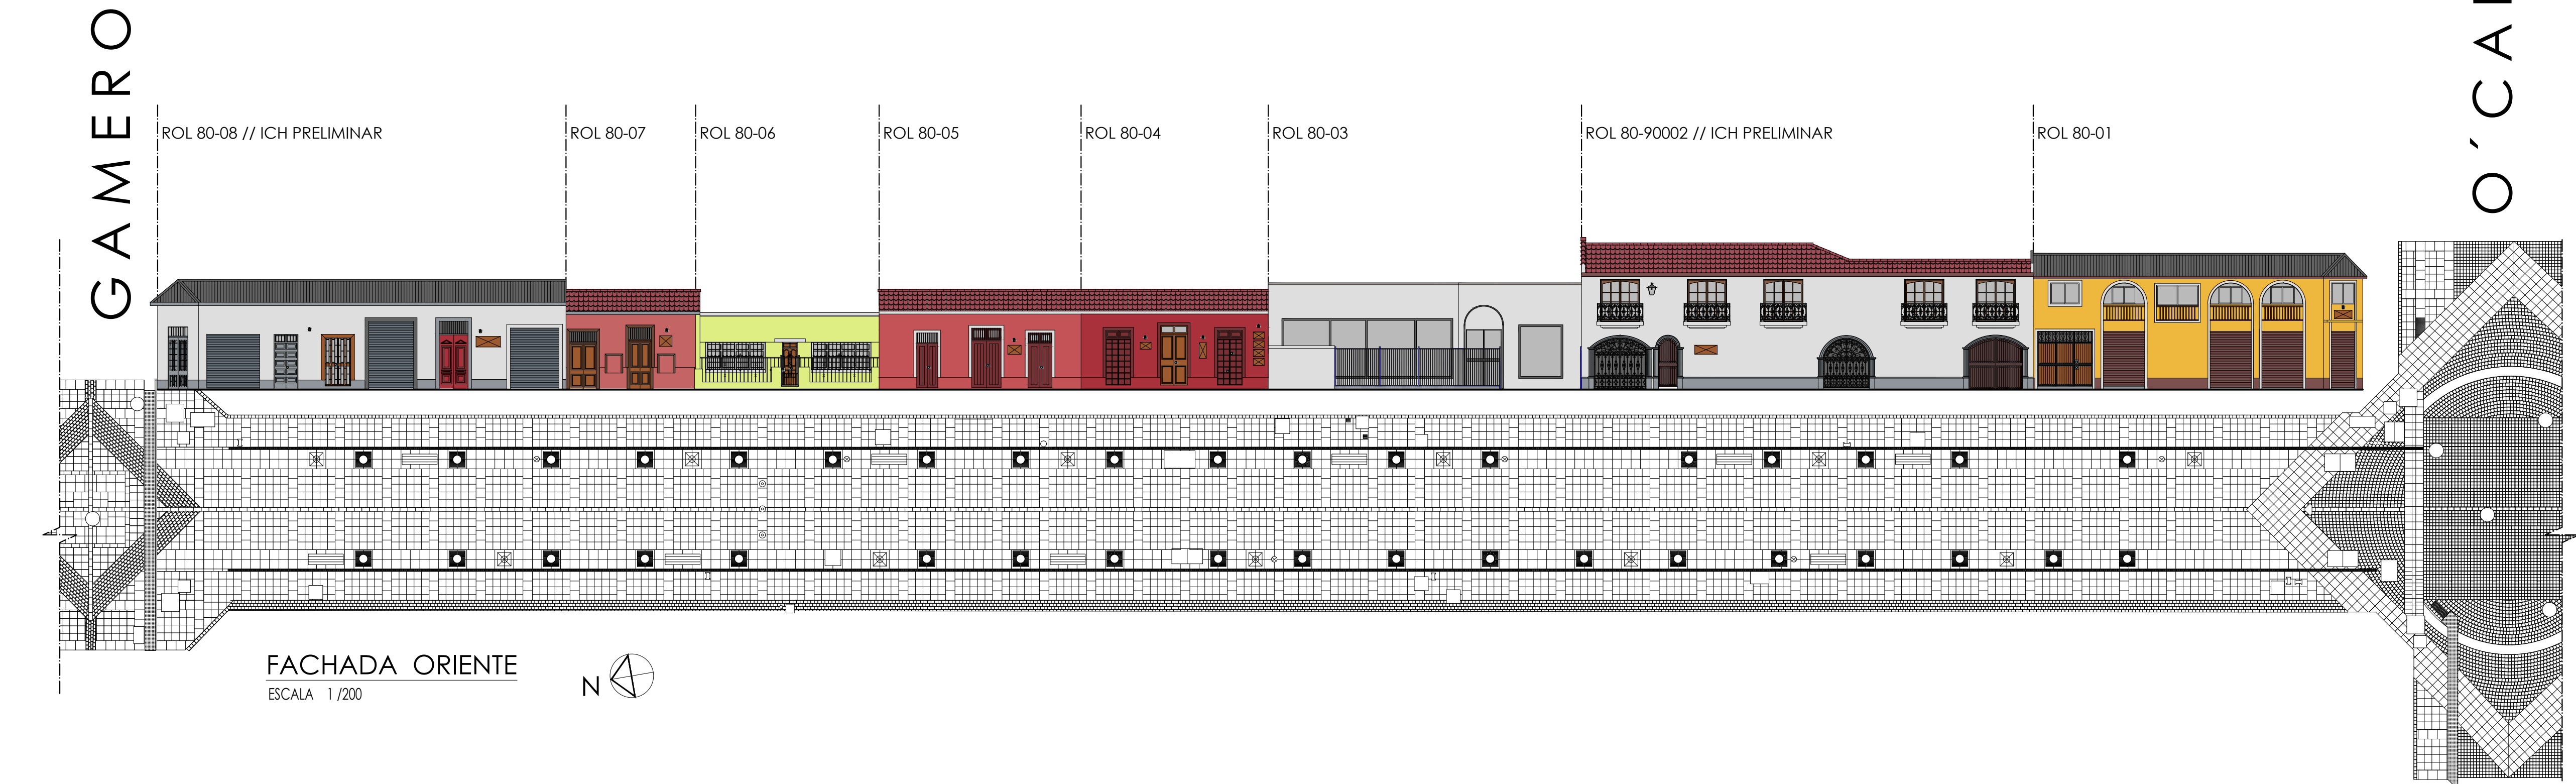 GAMERO
O´CA
ROL 80-08 // ICH PRELIMINAR
ROL 80-07
ROL 80-06
ROL 80-05
ROL 80-04
ROL 80-03
ROL 80-90002 // ICH PRELIMINAR
ROL 80-01
FACHADA ORIENTE
ESCALA 1 /200
N